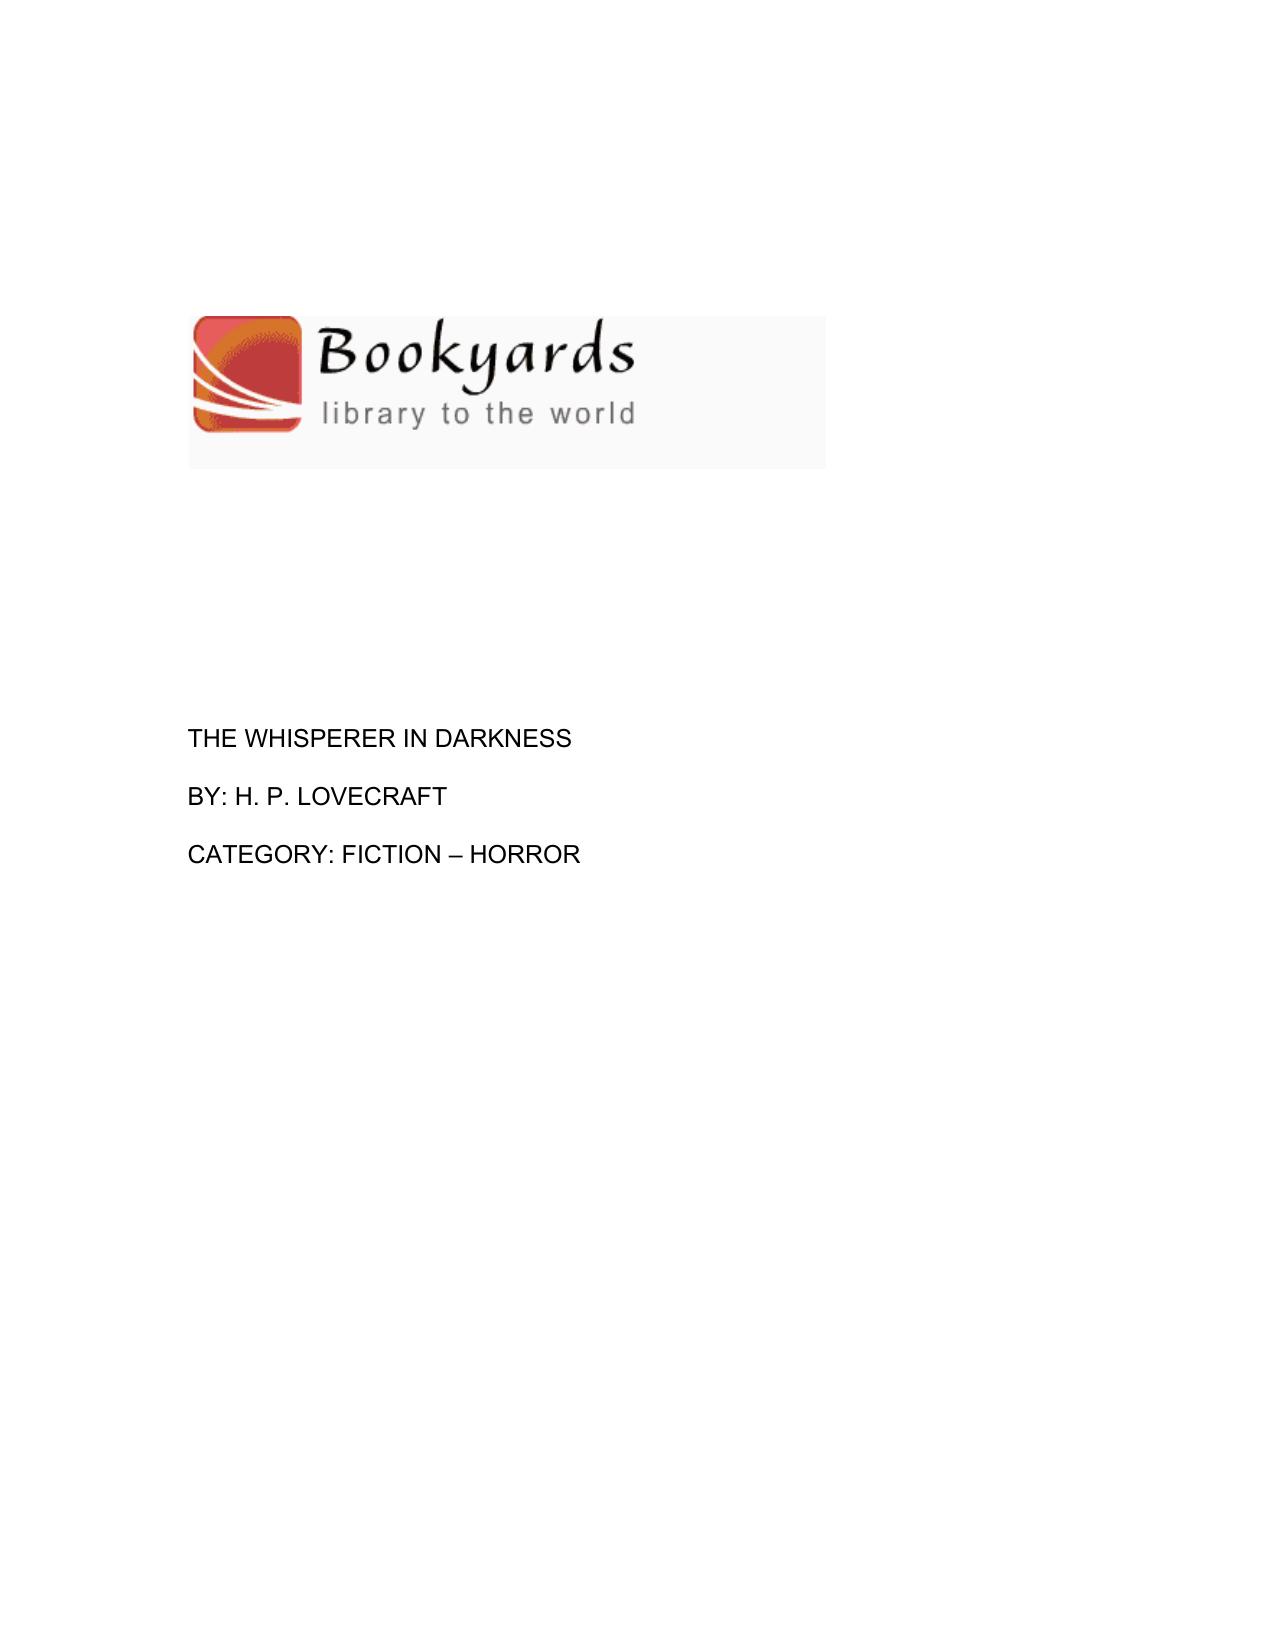 Bookyards
library to the world
THE WHISPERER IN DARKNESS
BY: H. P. LOVECRAFT
CATEGORY: FICTION – HORROR